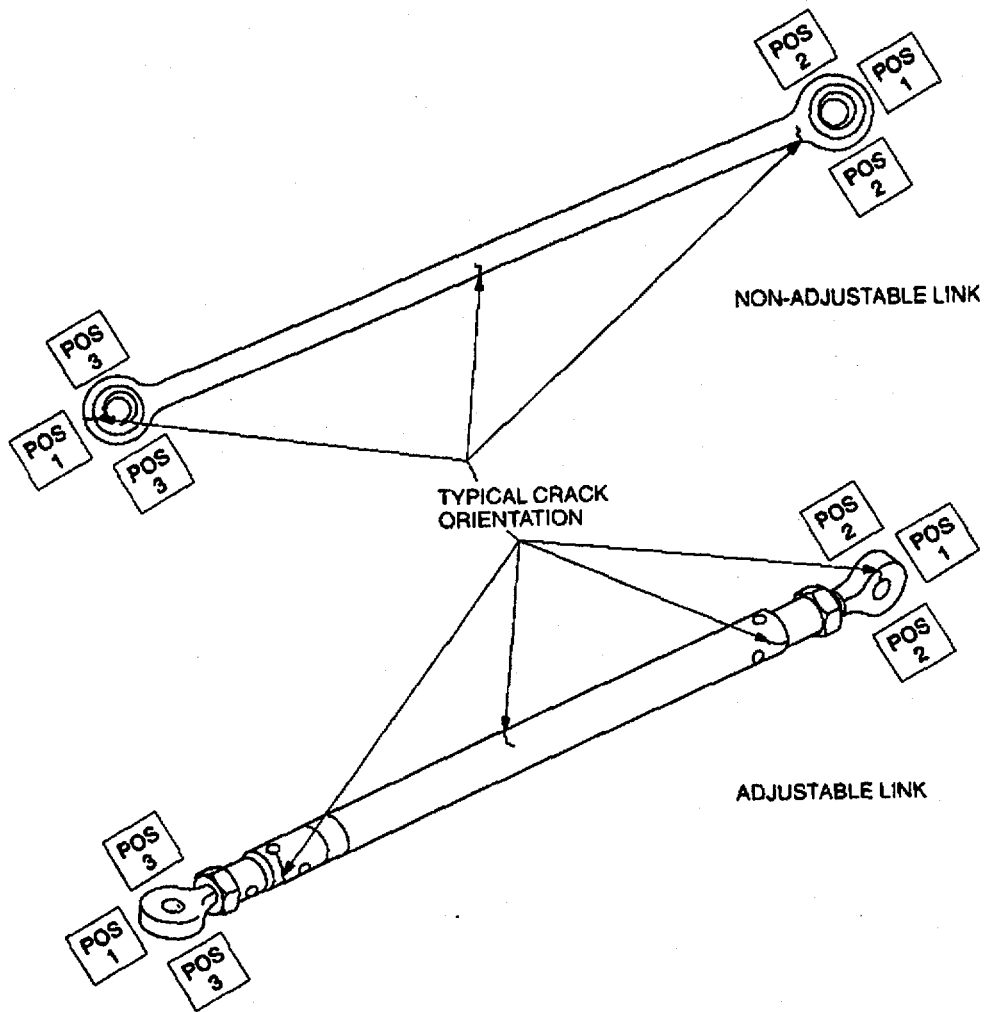 POS
2
POS
1
POS
2
NON-ADJUSTABLE LINK
POS
3
POS
1
POS
3
TYPICAL CRACK
ORIENTATION
POS
2
POS
1
POS
2
ADJUSTABLE LINK
POS
3
POS
1
POS
3